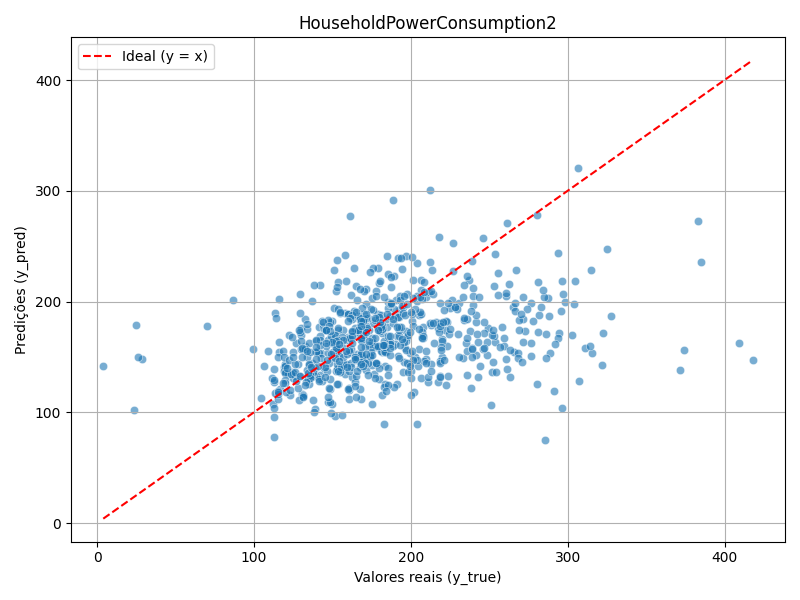 HouseholdPowerConsumption2
Ideal (y = x)
Predições (y_pred)
400
300
200
100
0
0 100 200 300 400
Valores reais (y_true)